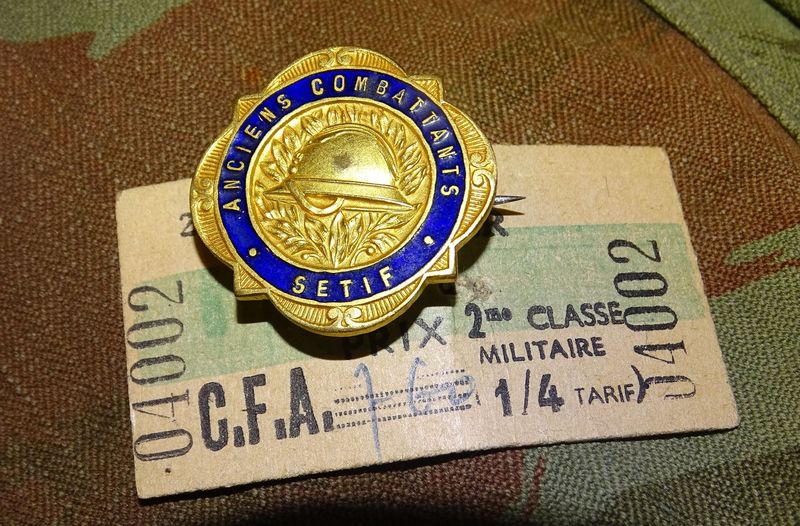 ANCIENS COMBATTANTS
SETIF
04002
PRIX
2me CLASSE
MILITAIRE
C.F.A.
1/4 TARIF
04002